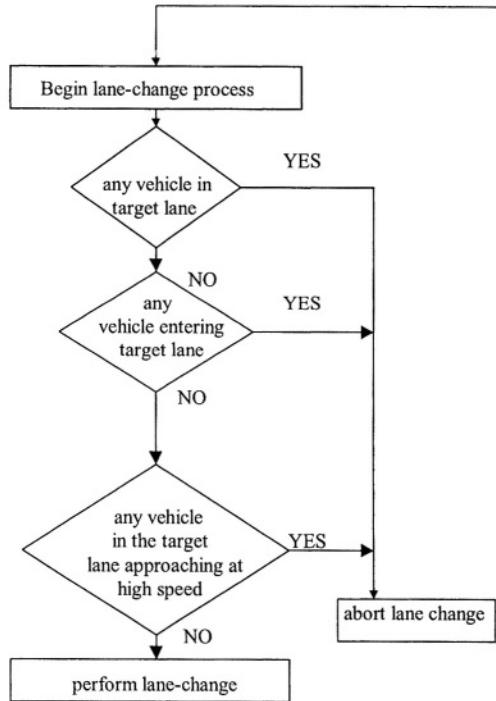 Begin lane-change process
YES
any vehicle in
target lane
NO
YES
any
vehicle entering
target lane
NO
any vehicle
in the target
lane approaching at
high speed
YES
NO
abort lane change
perform lane-change